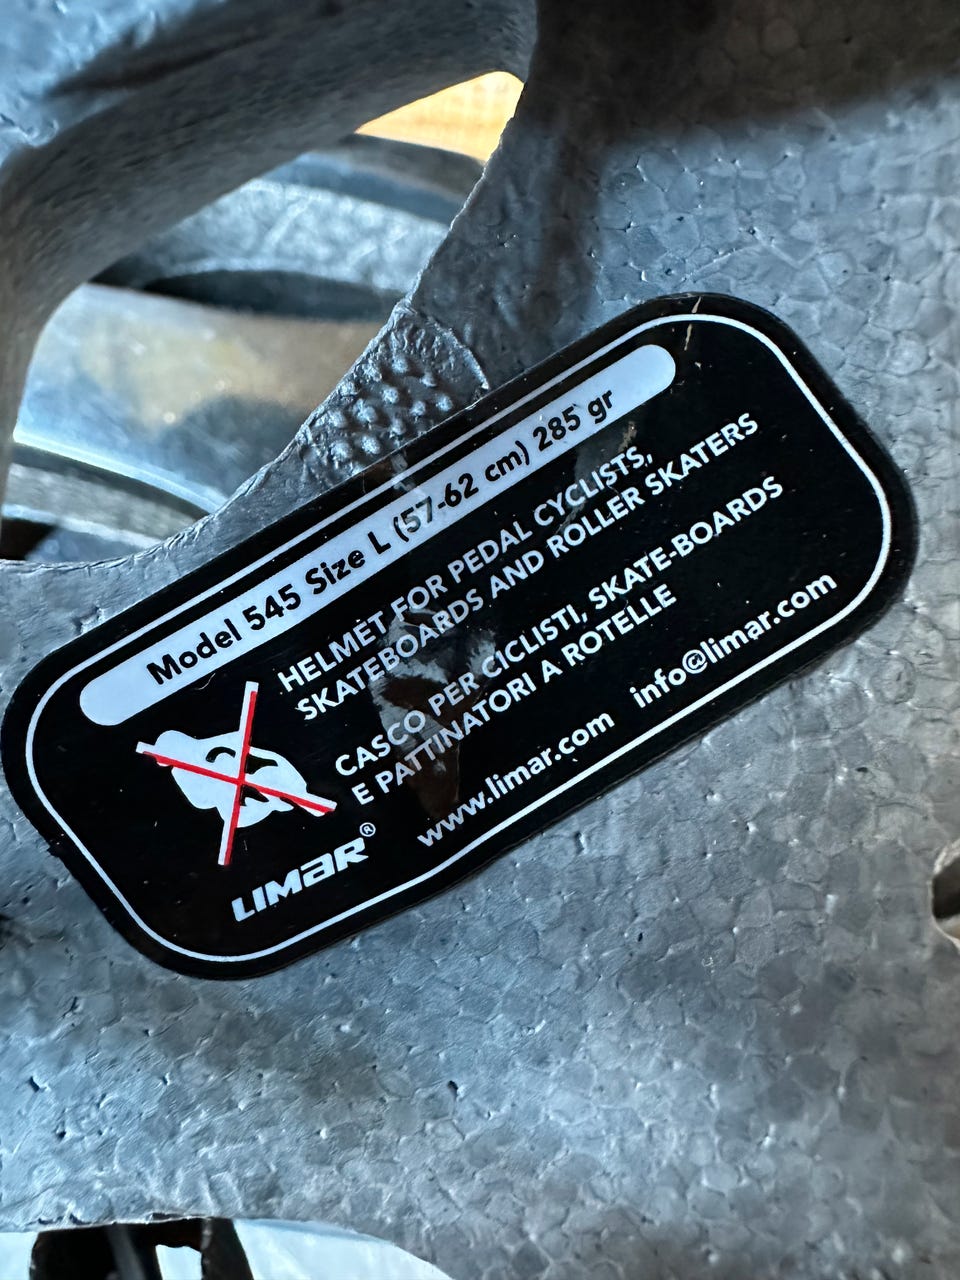 Model 545 Size L (57-62 cm) 285 gr
HELMET FOR PEDAL CYCLISTS,
SKATEBOARDS AND ROLLER SKATERS
CASCO PER CICLISTI, SKATE-BOARDS
E PATTINATORI A ROTELLE
www.limar.com info@limar.com
LIMAR®